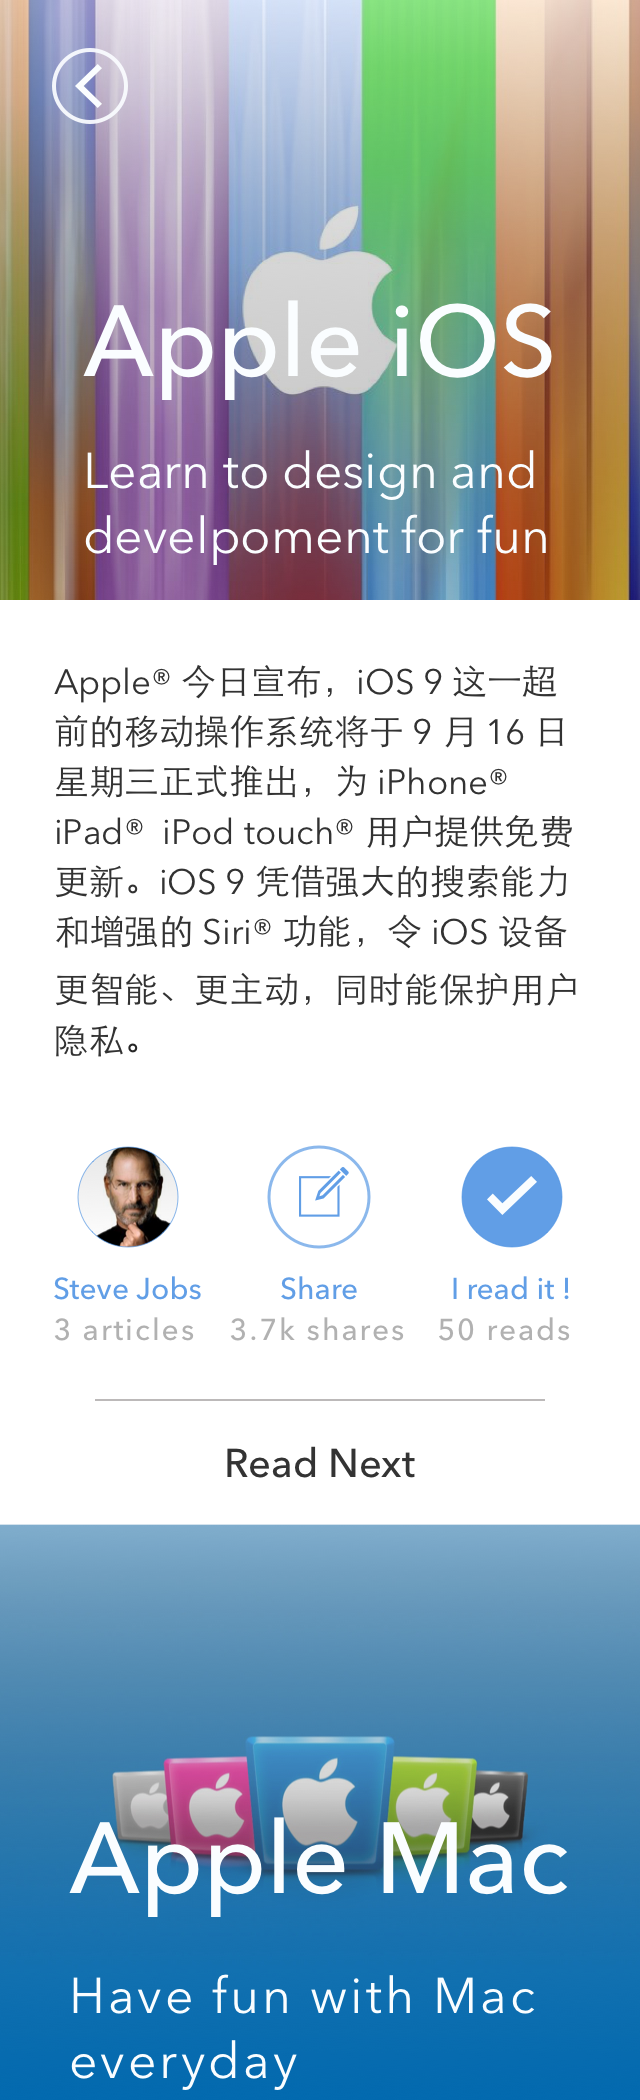 Apple iOS
Learn to design and
develpoment for fun
Apple® 今日宣布，iOS 9 这一超
前的移动操作系统将于 9 月 16 日
星期三正式推出，为 iPhone®
iPad® iPod touch® 用户提供免费
更新。iOS 9 凭借强大的搜索能力
和增强的 Siri® 功能，令 iOS 设备
更智能、更主动，同时能保护用户
隐私。
Steve Jobs
Share
I read it !
3 articles
3.7k shares
50 reads
Read Next
Apple Mac
Have fun with Mac
everyday